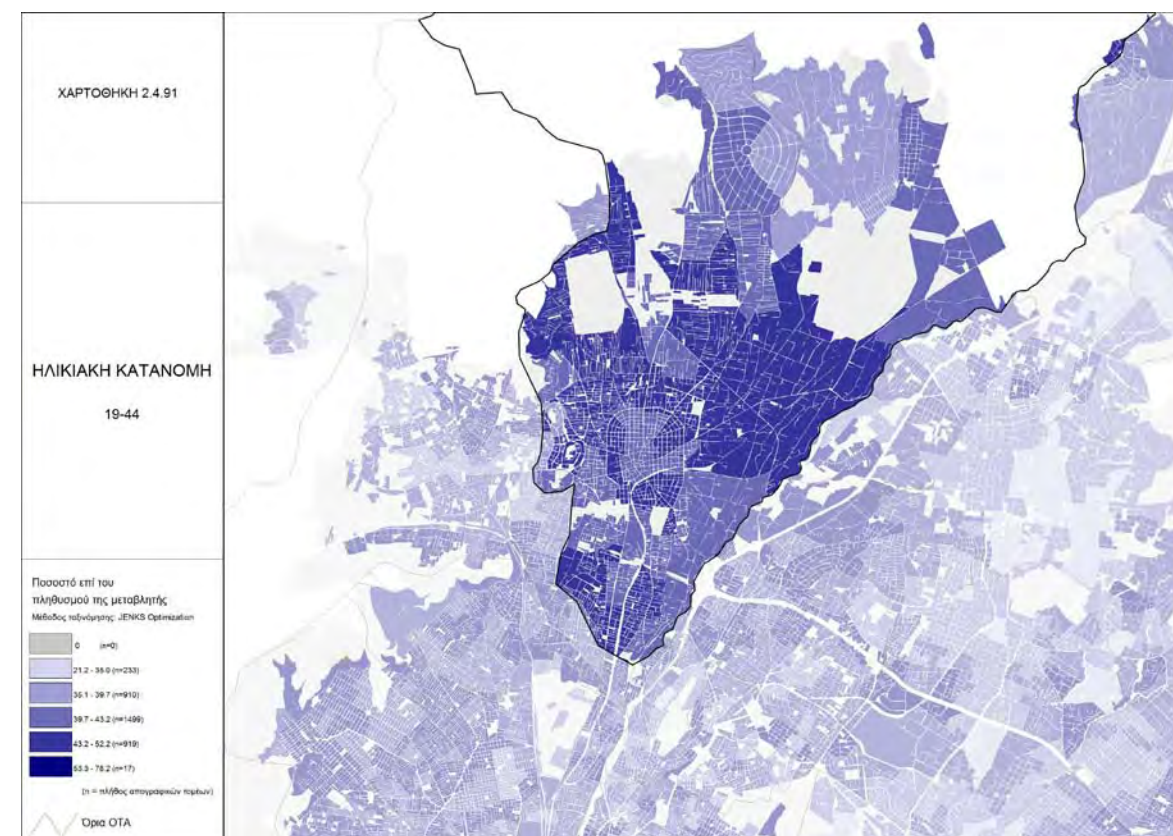 ΧΑΡΤΟΘΗΚΗ 2.4.91
ΗΛΙΚΙΑΚΗ ΚΑΤΑΝΟΜΗ
19-44
Ποσοστό επί του
πληθυσμού της μεταβλητής
Μέθοδος ταξινόμησης: JENKS Optimization
0 (n=0)
21.2 - 35.0 (n=233)
35.1 - 39.7 (n=910)
39.7 - 43.2 (n=1499)
43.2 - 52.2 (n=919)
53.3 - 78.2 (n=17)
(n = πλήθος απογραφικών τομέων)
Όρια ΟΤΑ